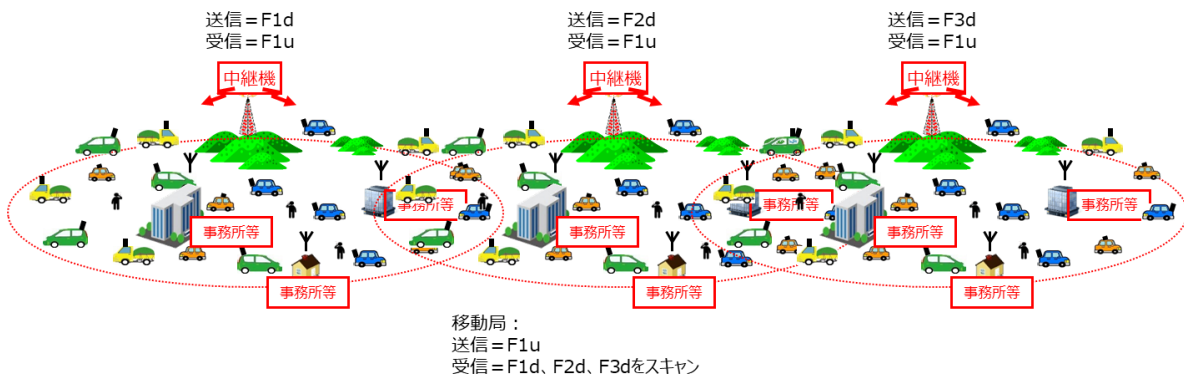 送信＝F1d
受信＝F1u
送信＝F2d
受信＝F1u
送信＝F3d
受信＝F1u
中継機
中継機
中継機
事務所等
事務所等
事務所等
事務所等
事務所等
事務所等
事務所等
事務所等
事務所等
移動局：
送信＝F1u
受信＝F1d、F2d、F3dをスキャン